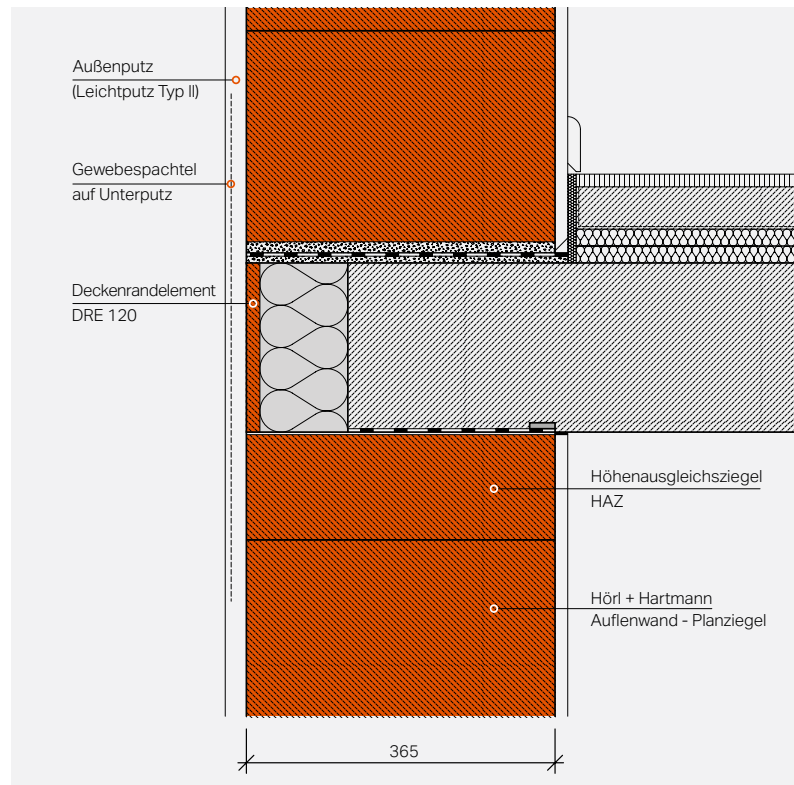 Außenputz
(Leichtputz Typ II)
Gewebespachtel
auf Unterputz
Deckenrandelement
DRE 120
Höhenausgleichsziegel
HAZ
Hörl + Hartmann
Auflenwand - Planziegel
365